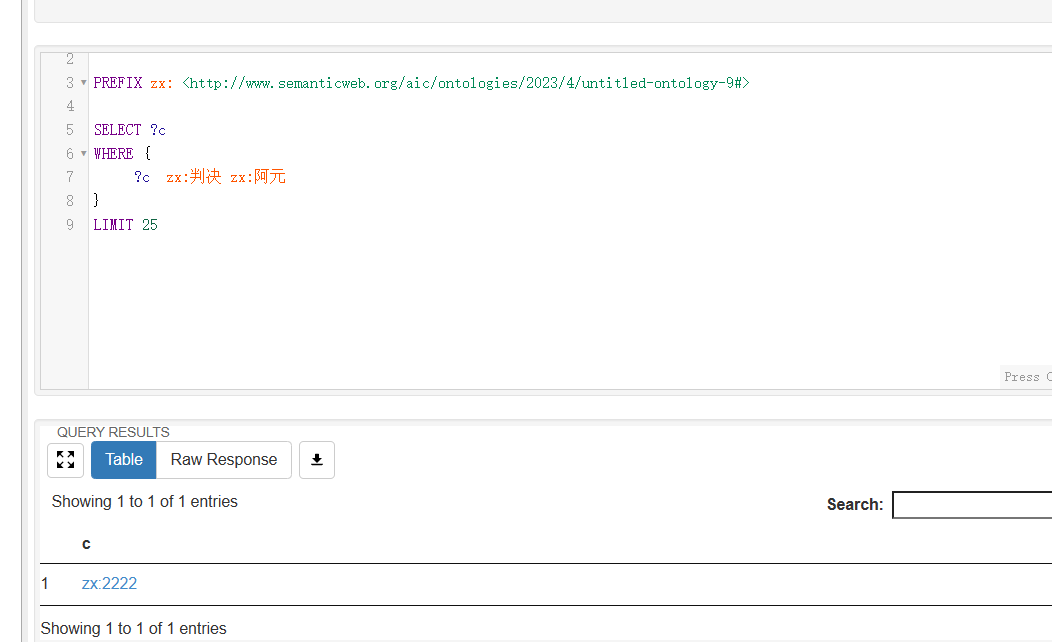 2
3 PREFIX zx: <http://www.semanticweb.org/aic/ontologies/2023/4/untitled-ontology-9#>
4
5 SELECT ?c
6 WHERE {
7 ?c zx:判决 zx:阿元
8 }
9 LIMIT 25
Press
QUERY RESULTS
Table Raw Response
Showing 1 to 1 of 1 entries
Search:
c
1 zx:2222
Showing 1 to 1 of 1 entries